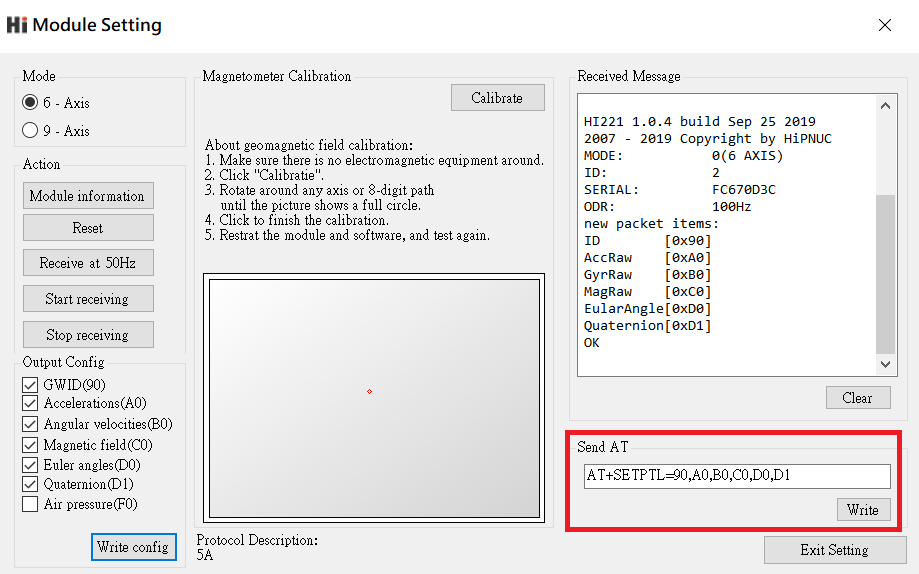 Hi Module Setting
Mode
6 - Axis
9 - Axis
Action
Module information
Reset
Receive at 50Hz
Start receiving
Stop receiving
Output Config
GWID(90)
Accelerations(A0)
Angular velocities(B0)
Magnetic field(C0)
Euler angles(D0)
Quaternion(D1)
Air pressure(F0)
Write config
Magnetometer Calibration
Calibrate
About geomagnetic field calibration:
1. Make sure there is no electromagnetic equipment around.
2. Click "Calibratie".
3. Rotate around any axis or 8-digit path
until the picture shows a full circle.
4. Click to finish the calibration.
5. Restrat the module and software, and test again.
Protocol Description:
5A
Received Message
HI221 1.0.4 build Sep 25 2019
2007 - 2019 Copyright by HiPNUC
MODE: 0(6 AXIS)
ID: 2
SERIAL: FC670D3C
ODR: 100Hz
new packet items:
ID [0x90]
AccRaw [0xA0]
GyrRaw [0xB0]
MagRaw [0xC0]
EularAngle[0xD0]
Quaternion[0xD1]
OK
Clear
Send AT
AT+SETPTL=90,A0,B0,C0,D0,D1
Write
Exit Setting